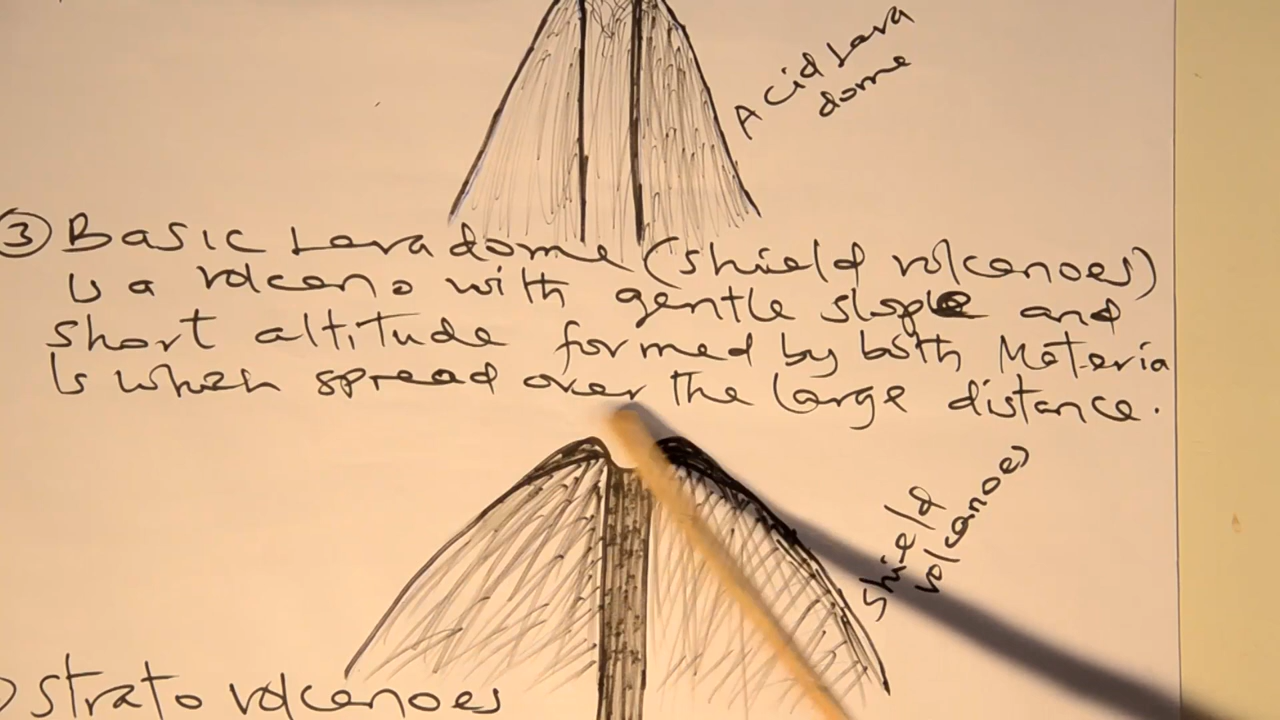 Acid Lava
dome
③ Basic Lava dome (shield volcanoes)
is a volcano with gentle slope and
short altitude formed by both Materia
ls when spread over the large distance.
shield
volcanoes
) strato volcanoes